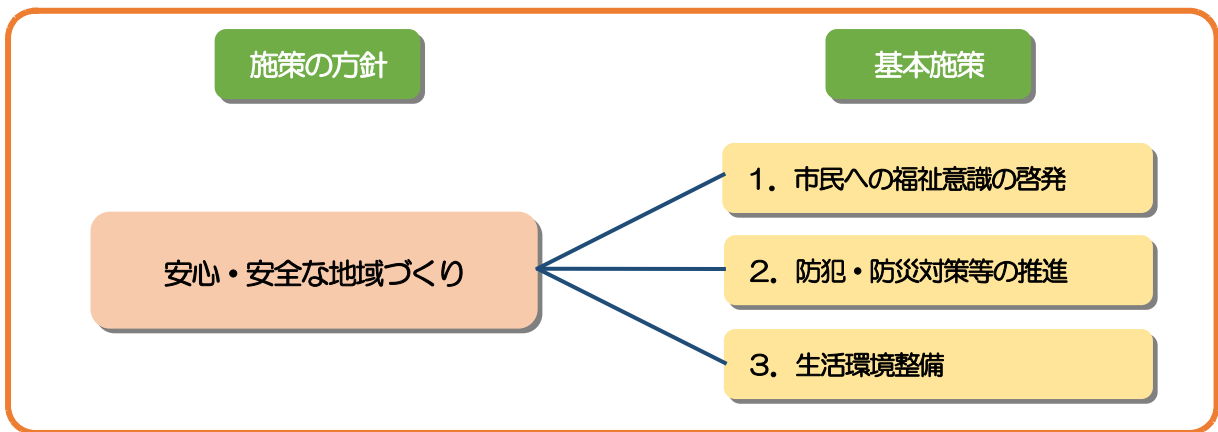 施策の方針
基本施策
安心・安全な地域づくり
１．市民への福祉意識の啓発
２．防犯・防災対策等の推進
３．生活環境整備